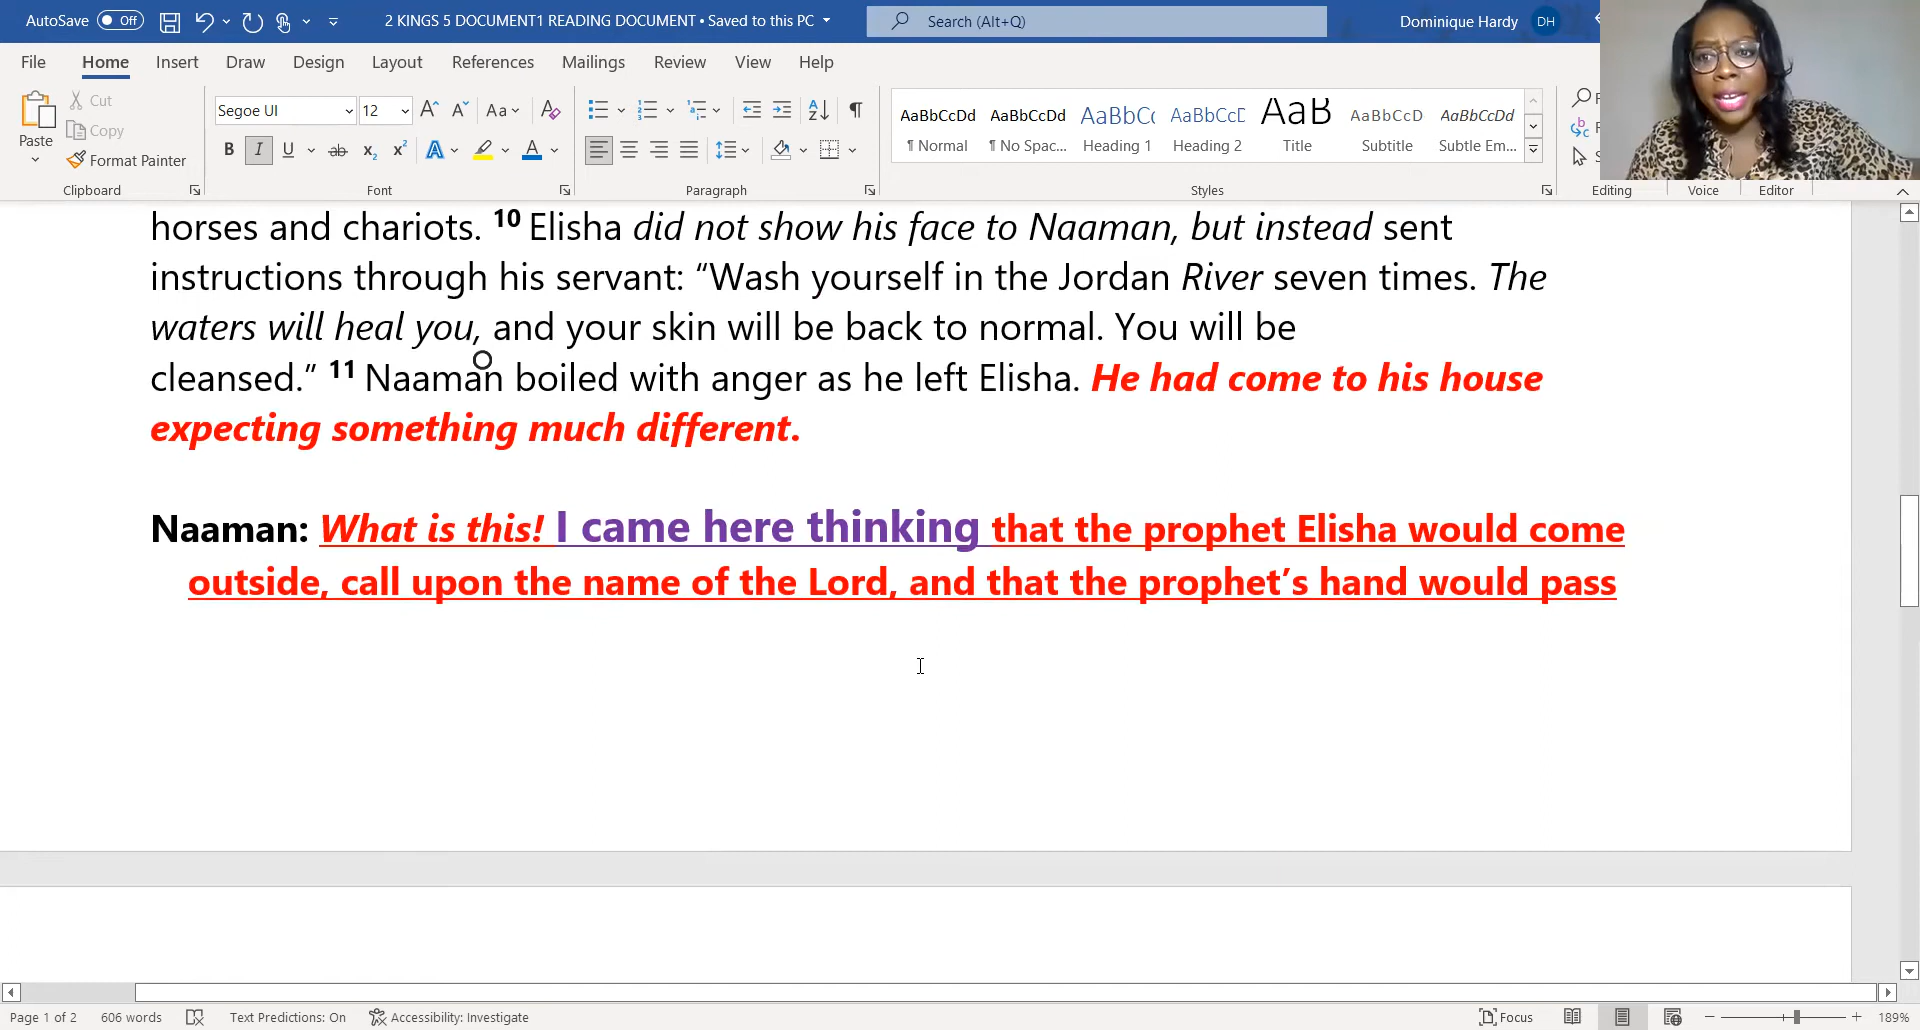 AutoSave Off 2 KINGS 5 DOCUMENT1 READING DOCUMENT • Saved to this PC Search (Alt+Q) Dominique Hardy DH
File Home Insert Draw Design Layout References Mailings Review View Help
Paste Cut Copy Format Painter
Segoe UI 12 Aa
B I U ab x₂ x² A A
AaBbCcDd AaBbCcDd AaBbCc AaBbCcD AaB AaBbCcD AaBbCcDd
¶ Normal ¶ No Spac... Heading 1 Heading 2 Title Subtitle Subtle Em...
Clipboard Font Paragraph Styles Editing Voice Editor
horses and chariots. 10 Elisha did not show his face to Naaman, but instead sent
instructions through his servant: “Wash yourself in the Jordan River seven times. The
waters will heal you, and your skin will be back to normal. You will be
cleansed.” 11 Naaman boiled with anger as he left Elisha. He had come to his house
expecting something much different.
Naaman: What is this! I came here thinking that the prophet Elisha would come
outside, call upon the name of the Lord, and that the prophet’s hand would pass
Page 1 of 2 606 words Text Predictions: On Accessibility: Investigate Focus 189%